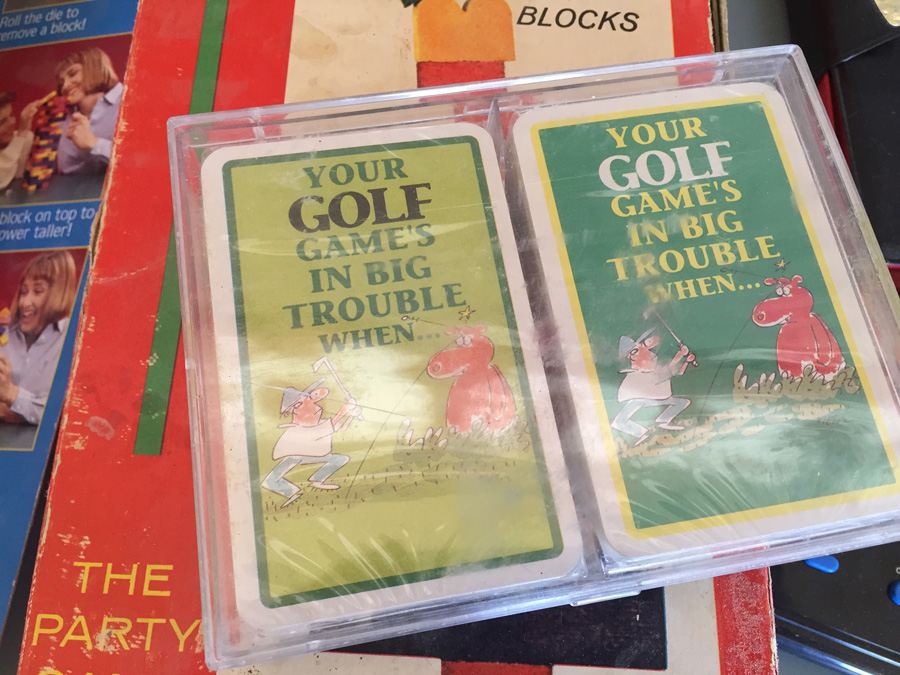 Roll the die to
remove a block!
block on top to
ower taller!
BLOCKS
YOUR
GOLF
GAME'S
IN BIG
TROUBLE
WHEN...
YOUR
GOLF
GAME'S
IN BIG
TROUBLE
WHEN...
THE
PARTY